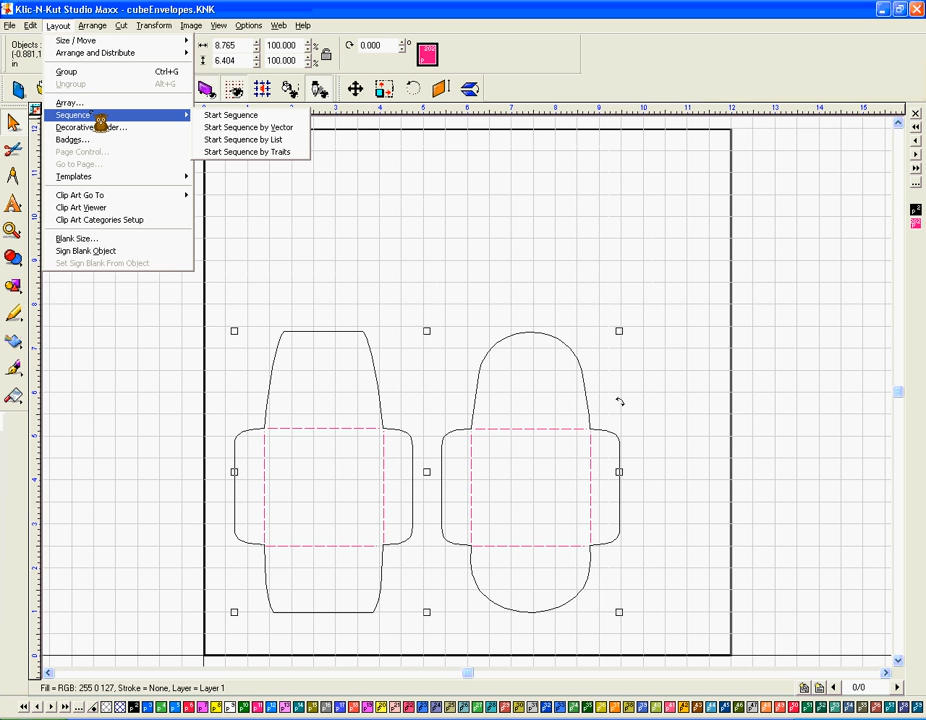 Klic-N-Kut Studio Maxx - cubeEnvelopes.KNK
File Edit Layout Arrange Cut Transform Image View Options Web Help
Objects :
(-0.881,1
in
8.765
6.404
100.000 %
100.000 %
0.000 °
202
Size / Move
Arrange and Distribute
Group Ctrl+G
Ungroup Alt+G
Array...
Sequence
Badges...
Page Control...
Go to Page...
Templates
Clip Art Go To
Clip Art Viewer
Clip Art Categories Setup
Blank Size...
Sign Blank Object
Set Sign Blank From Object
Start Sequence
Start Sequence by Vector
Start Sequence by List
Start Sequence by Traits
Fill = RGB: 255 0 127, Stroke = None, Layer = Layer 1
0/0